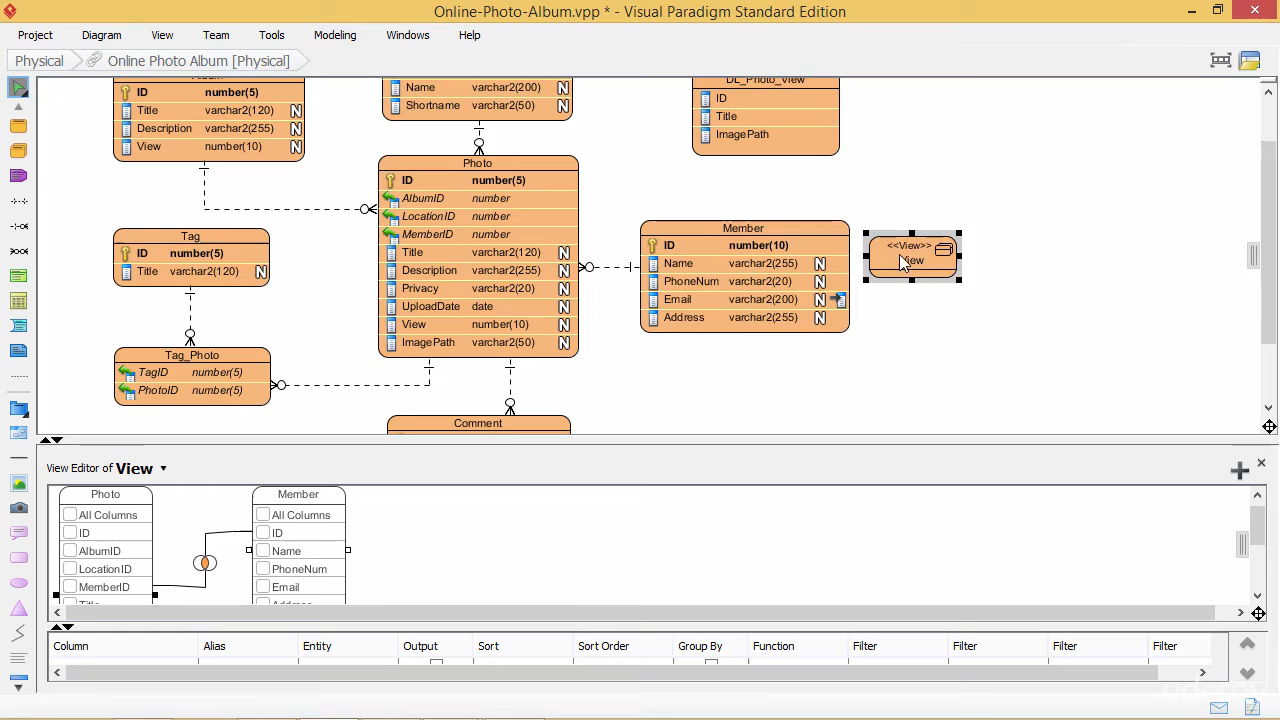 Online-Photo-Album.vpp * - Visual Paradigm Standard Edition
Project Diagram View Team Tools Modeling Windows Help
Physical Online Photo Album [Physical]
Album
ID number(5)
Title varchar2(120) N
Description varchar2(255) N
View number(10) N
Name varchar2(200) N
Shortname varchar2(50) N
DL_Photo_View
ID
Title
ImagePath
Photo
ID number(5)
AlbumID number
LocationID number
MemberID number
Title varchar2(120) N
Description varchar2(255) N
Privacy varchar2(20) N
UploadDate date N
View number(10) N
ImagePath varchar2(50) N
Member
ID number(10)
Name varchar2(255) N
PhoneNum varchar2(20) N
Email varchar2(200) N
Address varchar2(255) N
<<View>>
View
Tag
ID number(5)
Title varchar2(120) N
Tag_Photo
TagID number(5)
PhotoID number(5)
Comment
View Editor of View
Photo
All Columns
ID
AlbumID
LocationID
MemberID
Title
Member
All Columns
ID
Name
PhoneNum
Email
Address
Column Alias Entity Output Sort Sort Order Group By Function Filter Filter Filter Filter
udemy